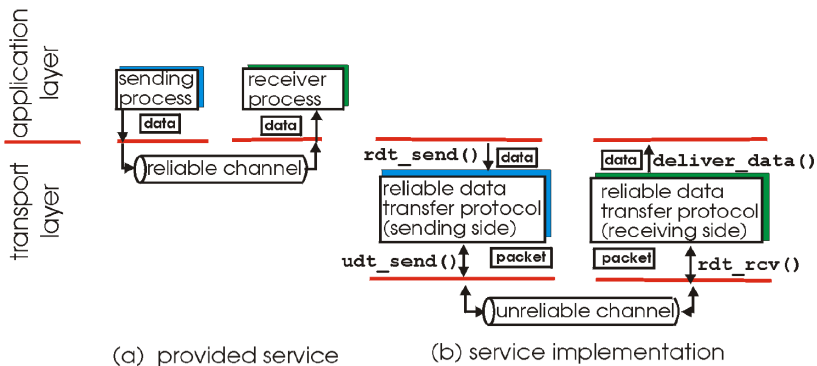 application
layer
transport
layer
sending
process
receiver
process
data
data
reliable channel
rdt_send()
data
data
deliver_data()
reliable data
transfer protocol
(sending side)
reliable data
transfer protocol
(receiving side)
udt_send()
packet
packet
rdt_rcv()
unreliable channel
(a) provided service
(b) service implementation